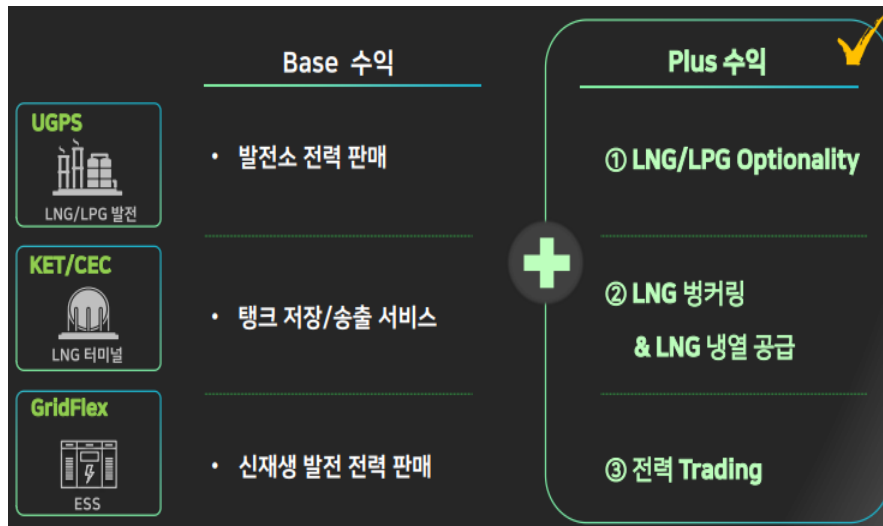 Base 수익
Plus 수익
UGPS
LNG/LPG 발전
• 발전소 전력 판매
① LNG/LPG Optionality
KET/CEC
LNG 터미널
• 탱크 저장/송출 서비스
② LNG 벙커링
& LNG 냉열 공급
GridFlex
ESS
• 신재생 발전 전력 판매
③ 전력 Trading